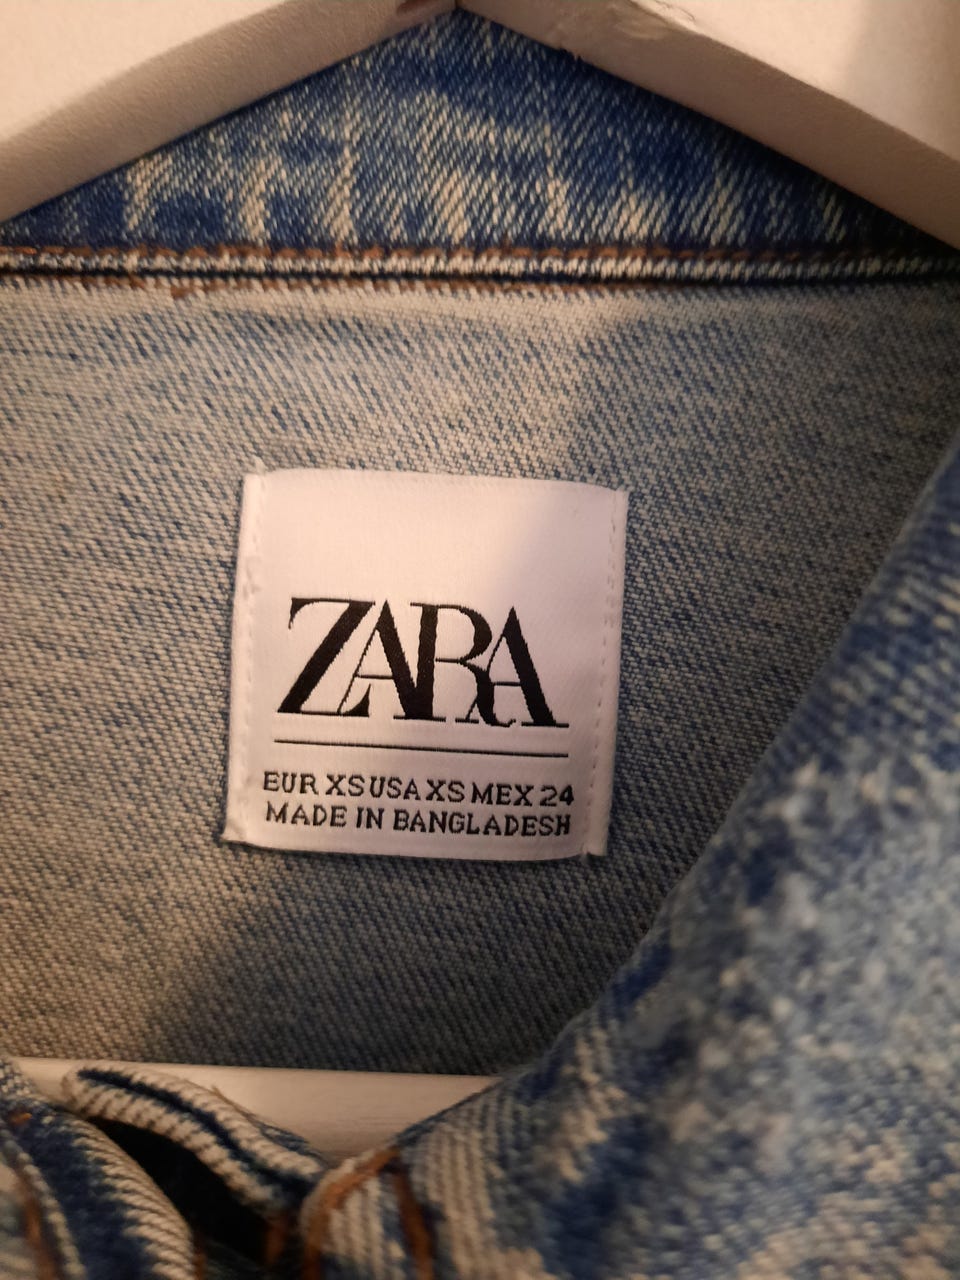 ZARA
EUR XS USA XS MEX 24
MADE IN BANGLADESH